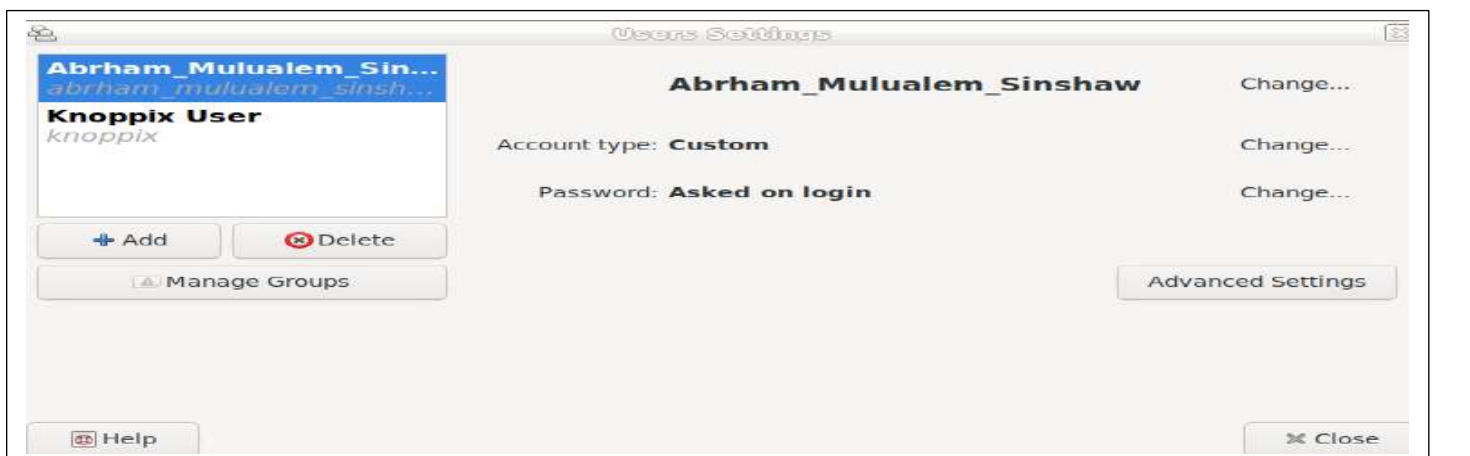 Users Settings
Abrham_Mulualem_Sin...
abrham_mulualem_sinsh...
Knoppix User
knoppix
Add
Delete
Manage Groups
Abrham_Mulualem_Sinshaw Change...
Account type: Custom Change...
Password: Asked on login Change...
Advanced Settings
Help
Close